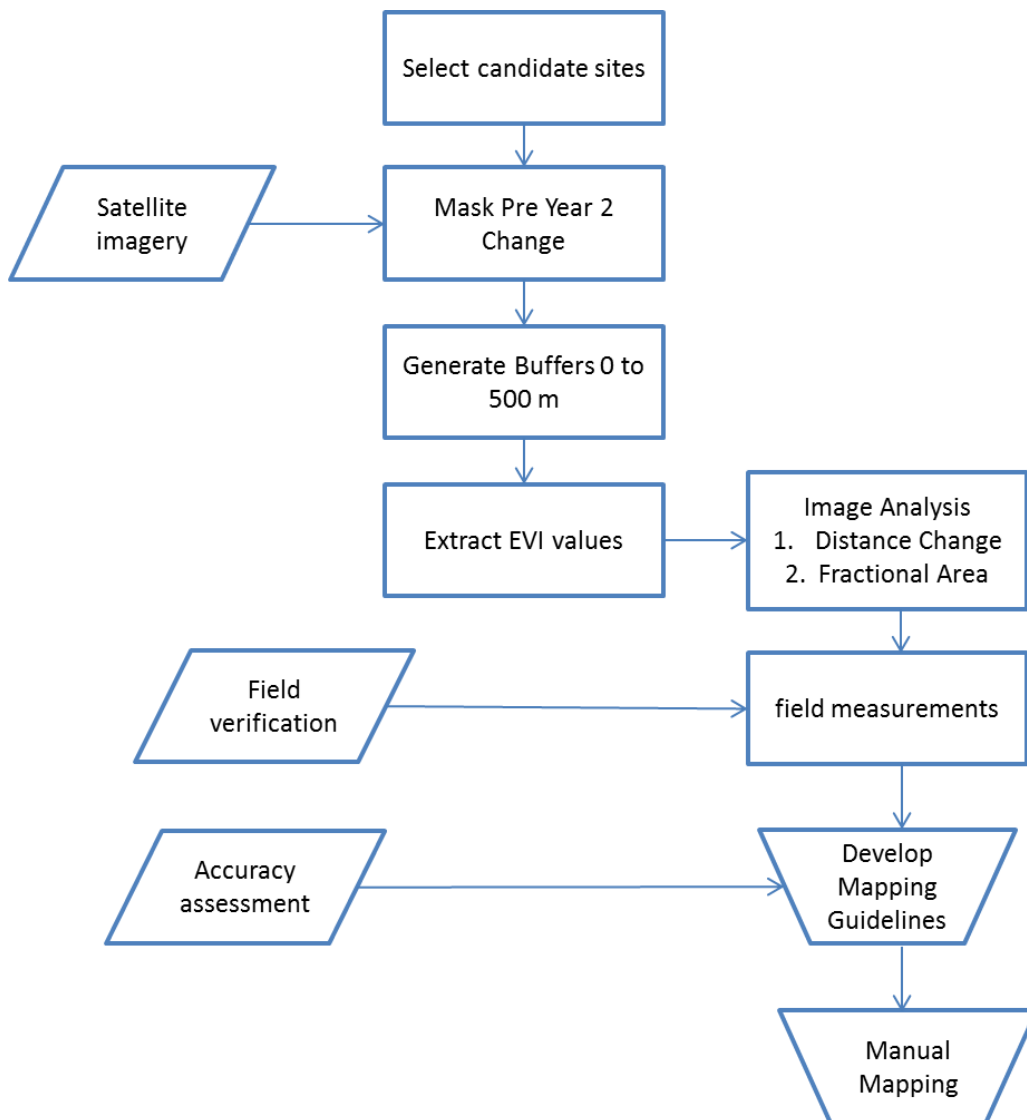 Select candidate sites
Satellite
imagery
Mask Pre Year 2
Change
Generate Buffers 0 to
500 m
Extract EVI values
Image Analysis
1. Distance Change
2. Fractional Area
Field
verification
field measurements
Accuracy
assessment
Develop
Mapping
Guidelines
Manual
Mapping